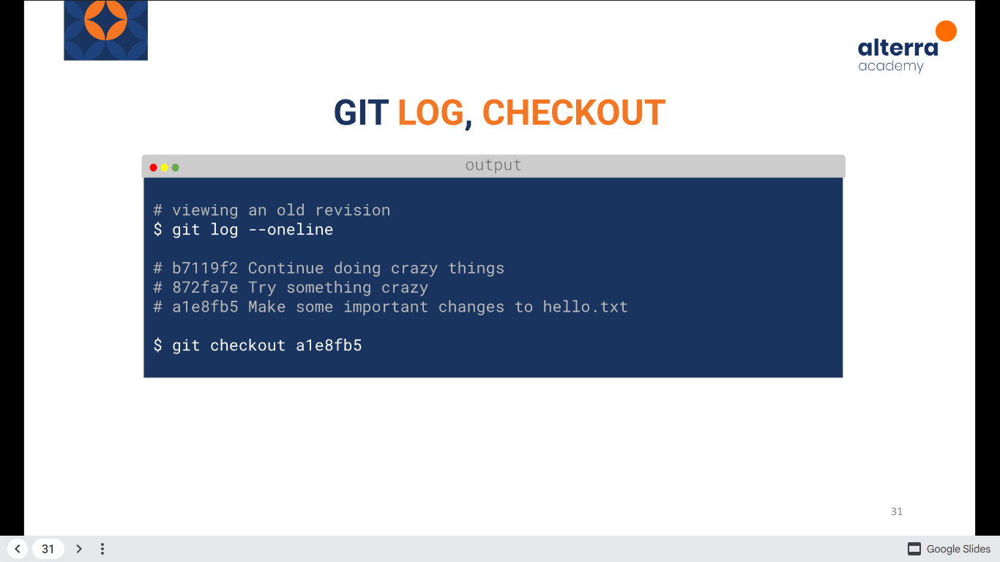 alterra
academy
GIT LOG, CHECKOUT
output
# viewing an old revision
$ git log --oneline
# b7119f2 Continue doing crazy things
# 872fa7e Try something crazy
# a1e8fb5 Make some important changes to hello.txt
$ git checkout a1e8fb5
31
31
Google Slides